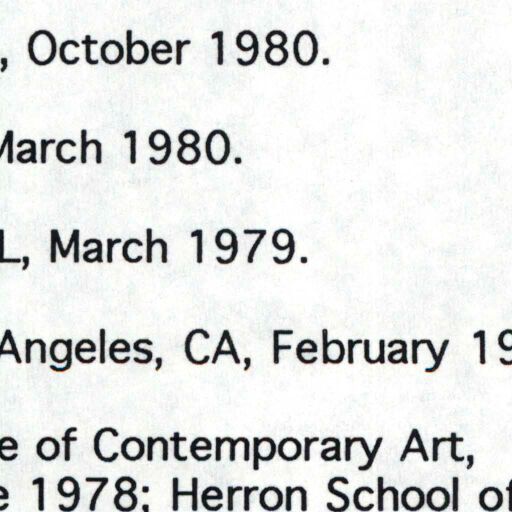 , October 1980.
March 1980.
L, March 1979.
Angeles, CA, February 19
e of Contemporary Art,
e 1978; Herron School of